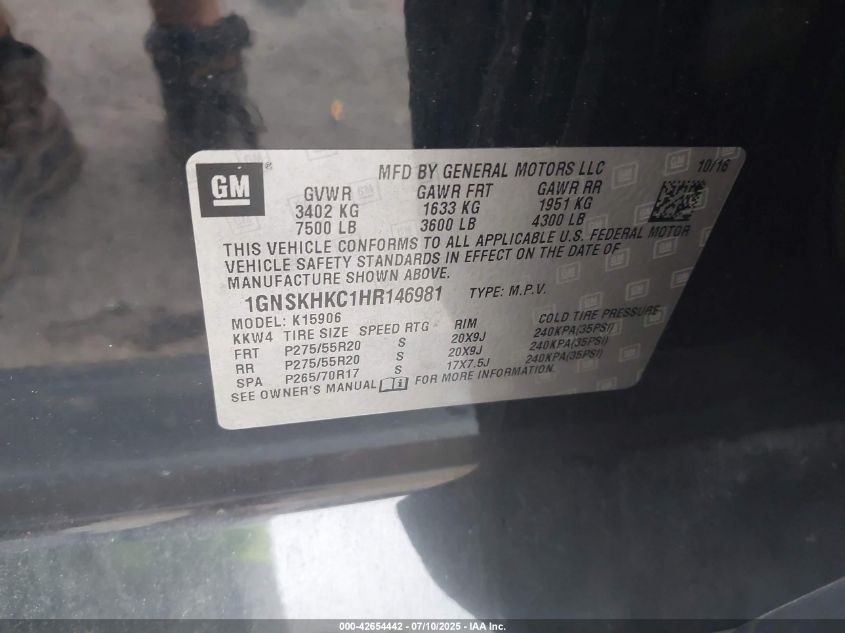 GM ® MFD BY GENERAL MOTORS LLC 10/16
GVWR GAWR FRT GAWR RR
3402 KG 1633 KG 1951 KG
7500 LB 3600 LB 4300 LB
THIS VEHICLE CONFORMS TO ALL APPLICABLE U.S. FEDERAL MOTOR
VEHICLE SAFETY STANDARDS IN EFFECT ON THE DATE OF
MANUFACTURE SHOWN ABOVE.
1GNSKHKC1HR146981 TYPE: M.P.V.
MODEL: K15906
KKW4 TIRE SIZE SPEED RTG RIM COLD TIRE PRESSURE
FRT P275/55R20 S 20X9J 240KPA(35PSI)
RR P275/55R20 S 20X9J 240KPA(35PSI)
SPA P265/70R17 S 17X7.5J 240KPA(35PSI)
SEE OWNER'S MANUAL FOR MORE INFORMATION.
000-42654442 - 07/10/2025 - IAA Inc.